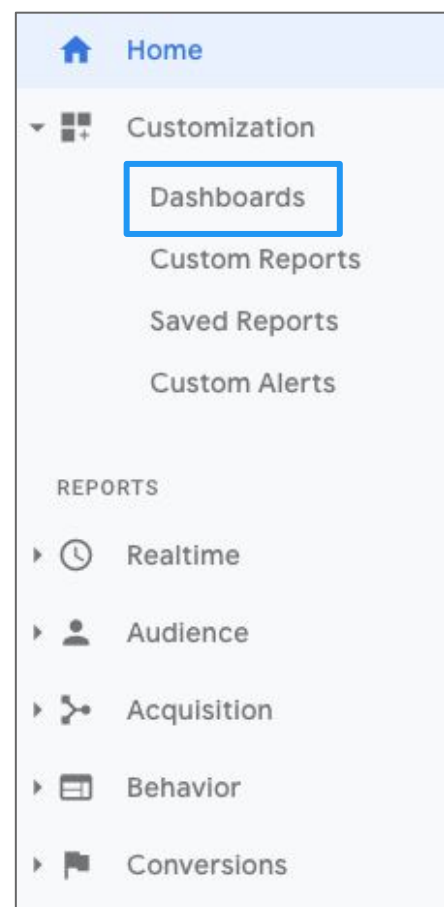 Home
Customization
Dashboards
Custom Reports
Saved Reports
Custom Alerts
REPORTS
Realtime
Audience
Acquisition
Behavior
Conversions